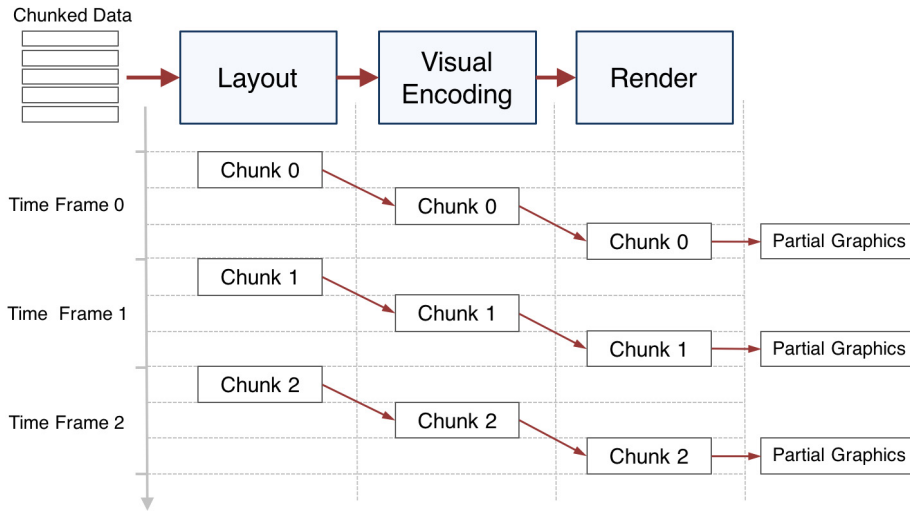 Chunked Data
Layout
Visual
Encoding
Render
Time Frame 0
Chunk 0
Chunk 0
Chunk 0
Partial Graphics
Time Frame 1
Chunk 1
Chunk 1
Chunk 1
Partial Graphics
Time Frame 2
Chunk 2
Chunk 2
Chunk 2
Partial Graphics